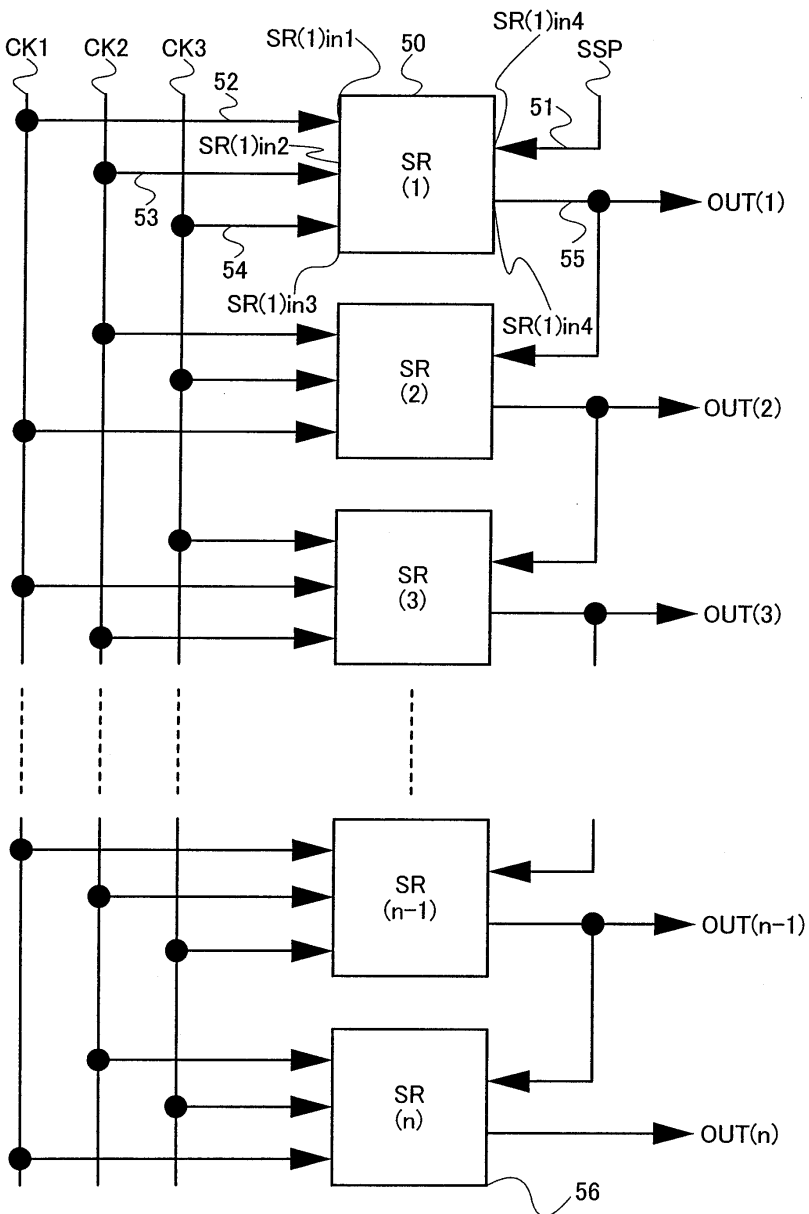 CK1
CK2
CK3
SR(1)in1
50
SR(1)in4
SSP
52
51
SR(1)in2
SR
(1)
53
OUT(1)
54
55
SR(1)in3
SR(1)in4
SR
(2)
OUT(2)
SR
(3)
OUT(3)
SR
(n-1)
OUT(n-1)
SR
(n)
OUT(n)
56